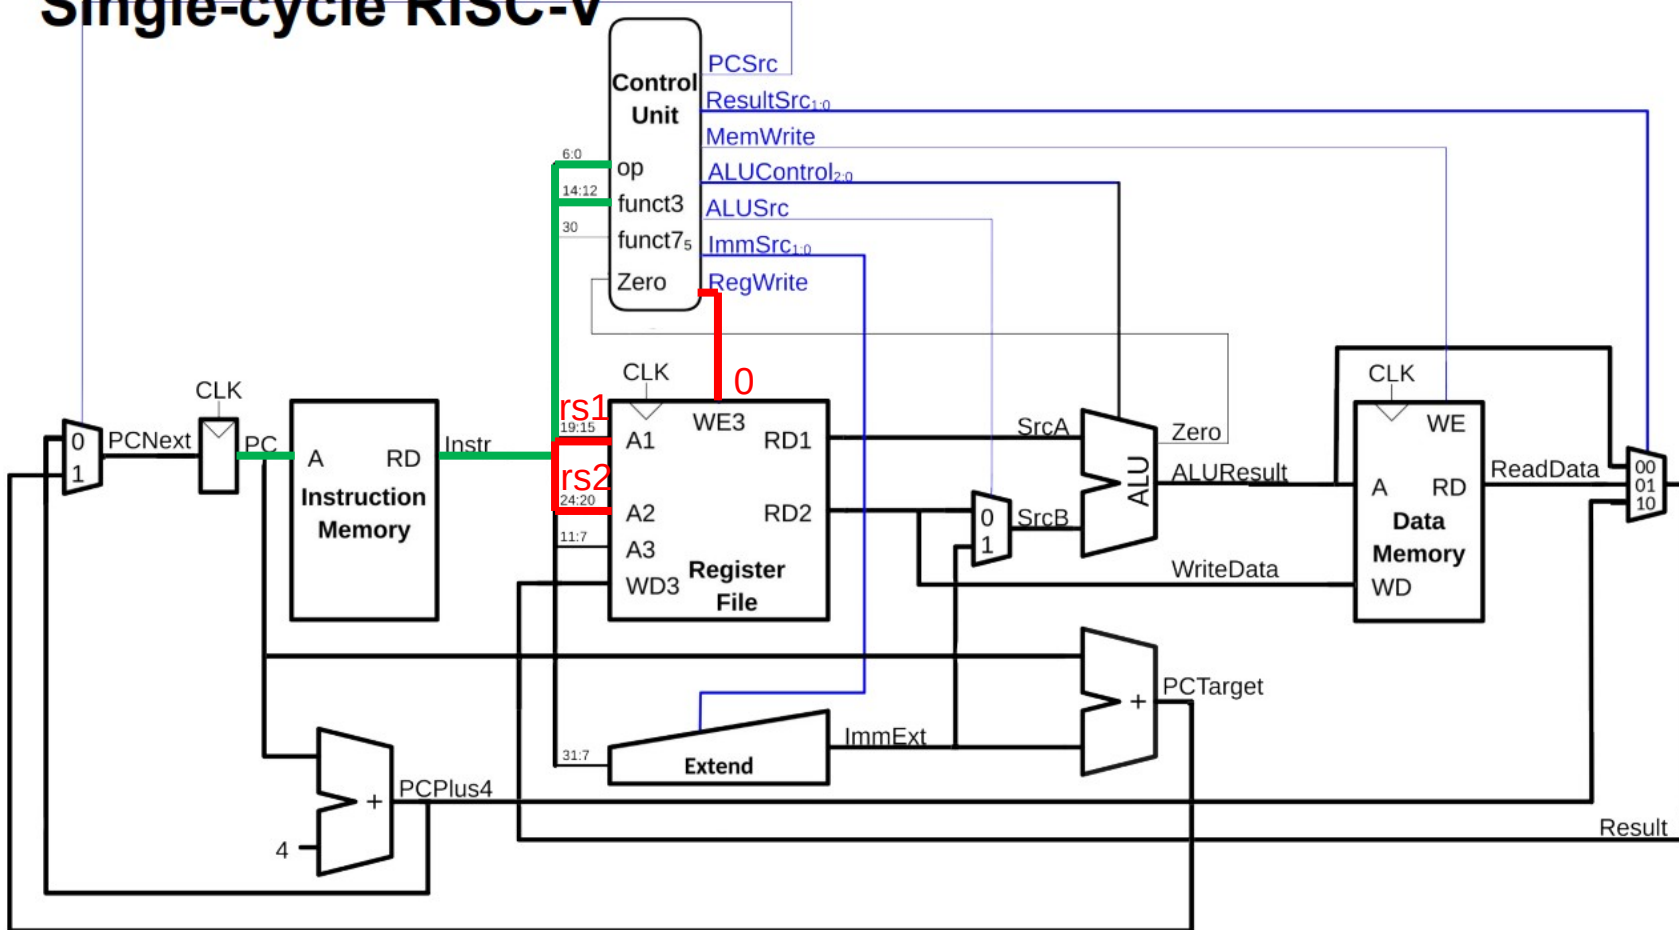 Single-cycle RISC-V
PCSrc
Control
Unit
ResultSrc1:0
MemWrite
6:0
op
ALUControl2:0
14:12
funct3
ALUSrc
30
funct75
ImmSrc1:0
Zero
RegWrite
CLK
CLK
0
CLK
rs1
19:15
WE3
A1
RD1
SrcA
Zero
WE
0
1
PCNext
PC
A
RD
Instr
Instruction
Memory
rs2
24:20
A2
RD2
0
1
SrcB
ALU
ALUResult
A
RD
Data
Memory
ReadData
00
01
10
11:7
A3
WD3
Register
File
WriteData
WD
+
PCTarget
31:7
Extend
ImmExt
+
PCPlus4
4
Result